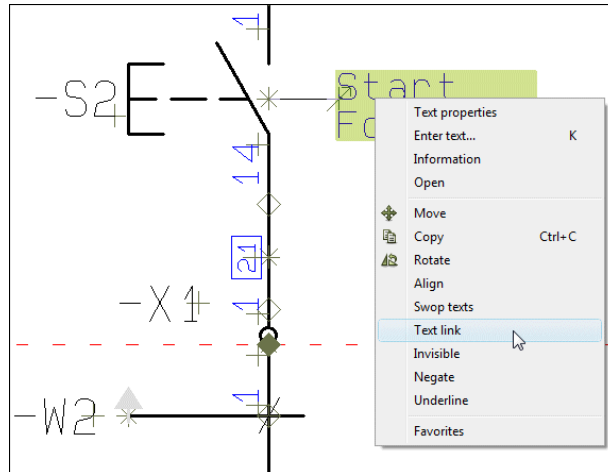 1
Start
Fo
-S2
14
21
-X1
1
1
-W2
Text properties
Enter text... K
Information
Open
Move
Copy Ctrl+C
Rotate
Align
Swop texts
Text link
Invisible
Negate
Underline
Favorites